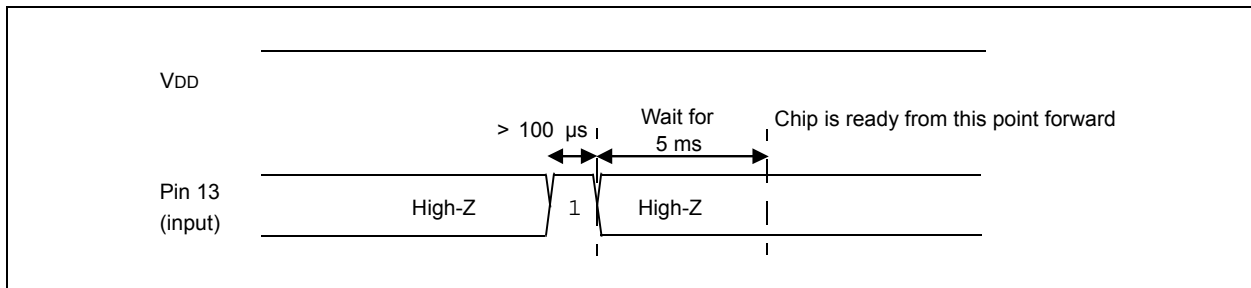 VDD
> 100 µs
Wait for
5 ms
Chip is ready from this point forward
Pin 13
(input)
High-Z
1
High-Z